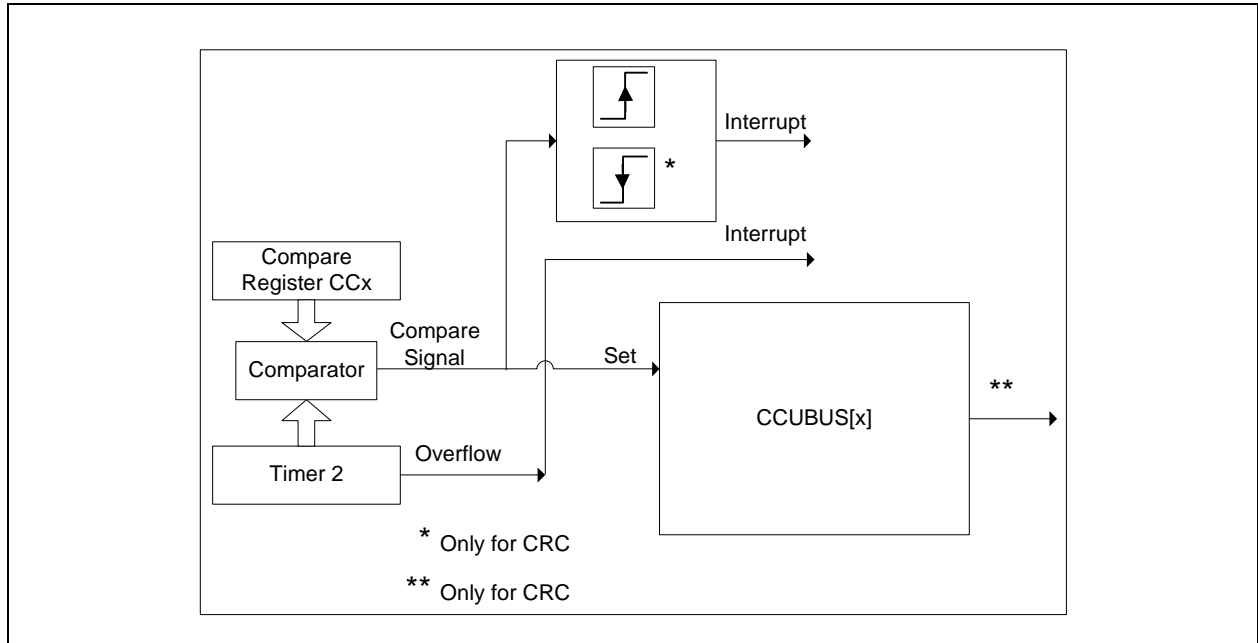 Interrupt
*
Interrupt
Compare
Register CCx
Compare
Signal
Set
Comparator
**
CCUBUS[x]
Overflow
Timer 2
* Only for CRC
** Only for CRC